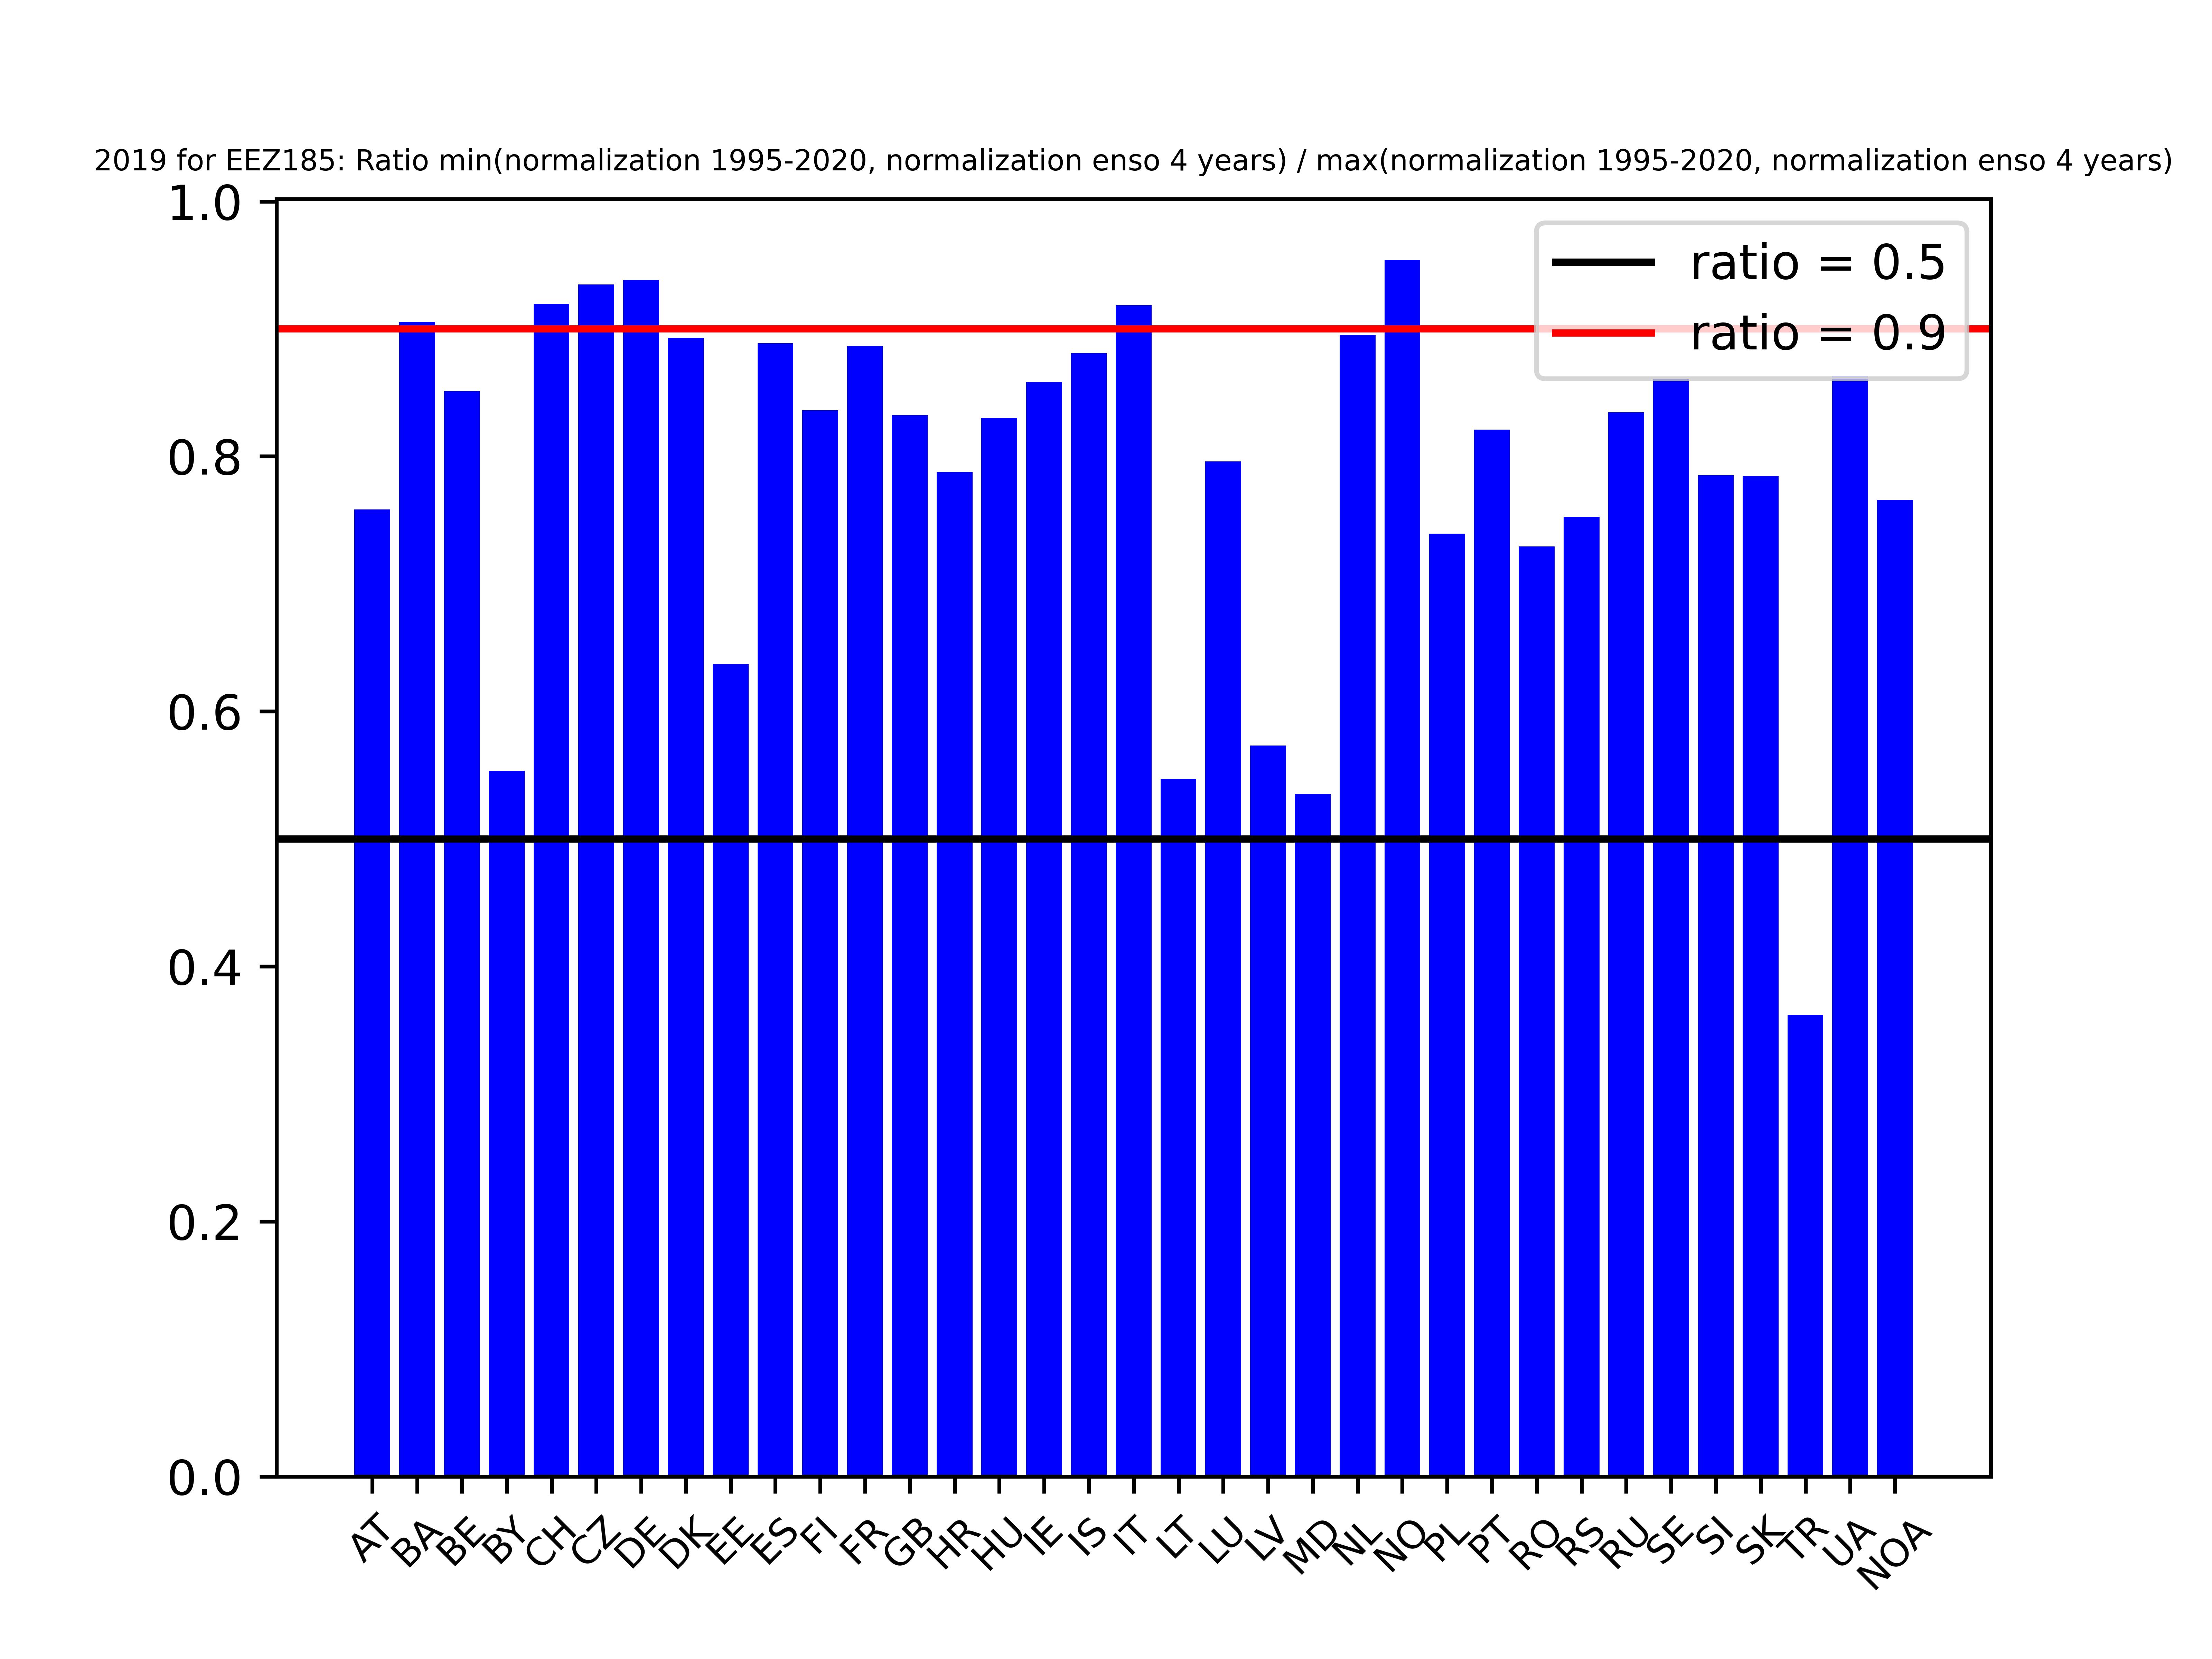 2019 for EEZ185: Ratio min(normalization 1995-2020, normalization enso 4 years) / max(normalization 1995-2020, normalization enso 4 years)
1.0
0.8
0.6
0.4
0.2
0.0
ratio = 0.5
ratio = 0.9
AT BA BE BY CH CZ DE DK EE ES FI FR GB HR HU IE IS IT LT LU LV MD NL NO PL PT RO RS RU SE SI SK TR UA NOA